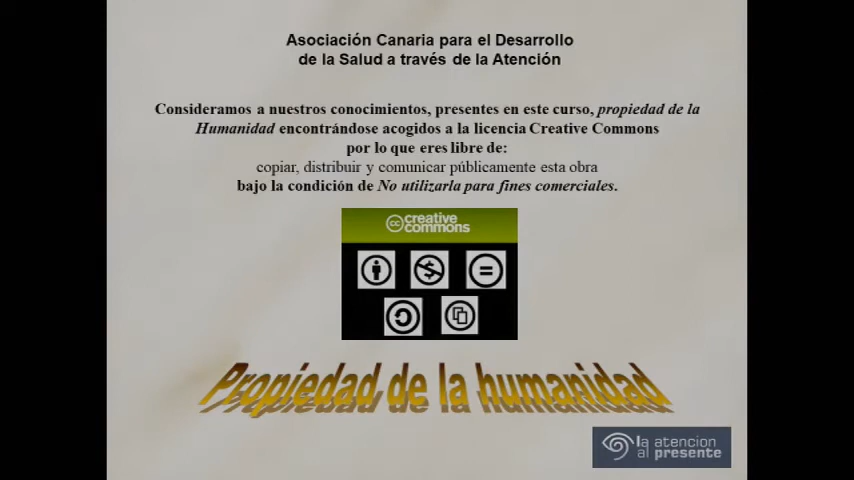 Asociación Canaria para el Desarrollo
de la Salud a través de la Atención
Consideramos a nuestros conocimientos, presentes en este curso, propiedad de la
Humanidad encontrándose acogidos a la licencia Creative Commons
por lo que eres libre de:
copiar, distribuir y comunicar públicamente esta obra
bajo la condición de No utilizarla para fines comerciales.
cc creative
commons
Propiedad de la humanidad
la atencion
al presente